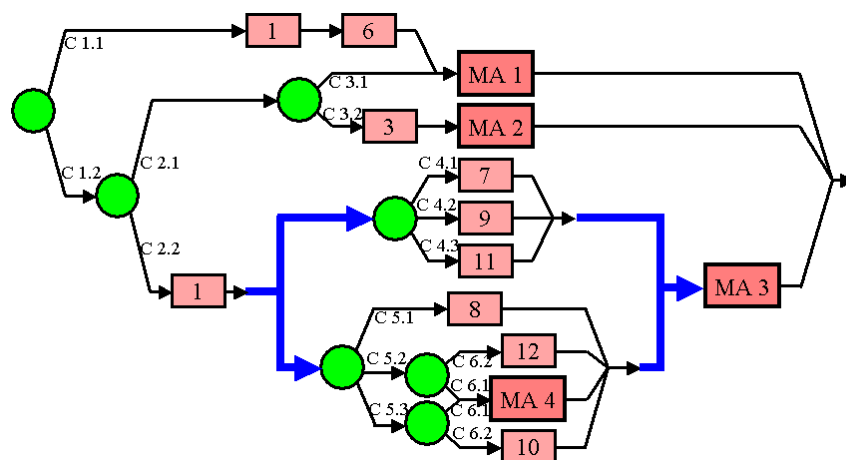 C 1.1
1
6
C 3.1
MA 1
C 3.2
3
MA 2
C 1.2
C 2.1
C 4.1
7
C 4.2
9
C 4.3
11
C 2.2
1
MA 3
C 5.1
8
C 5.2
C 6.2
12
C 6.1
MA 4
C 5.3
C 6.1
C 6.2
10